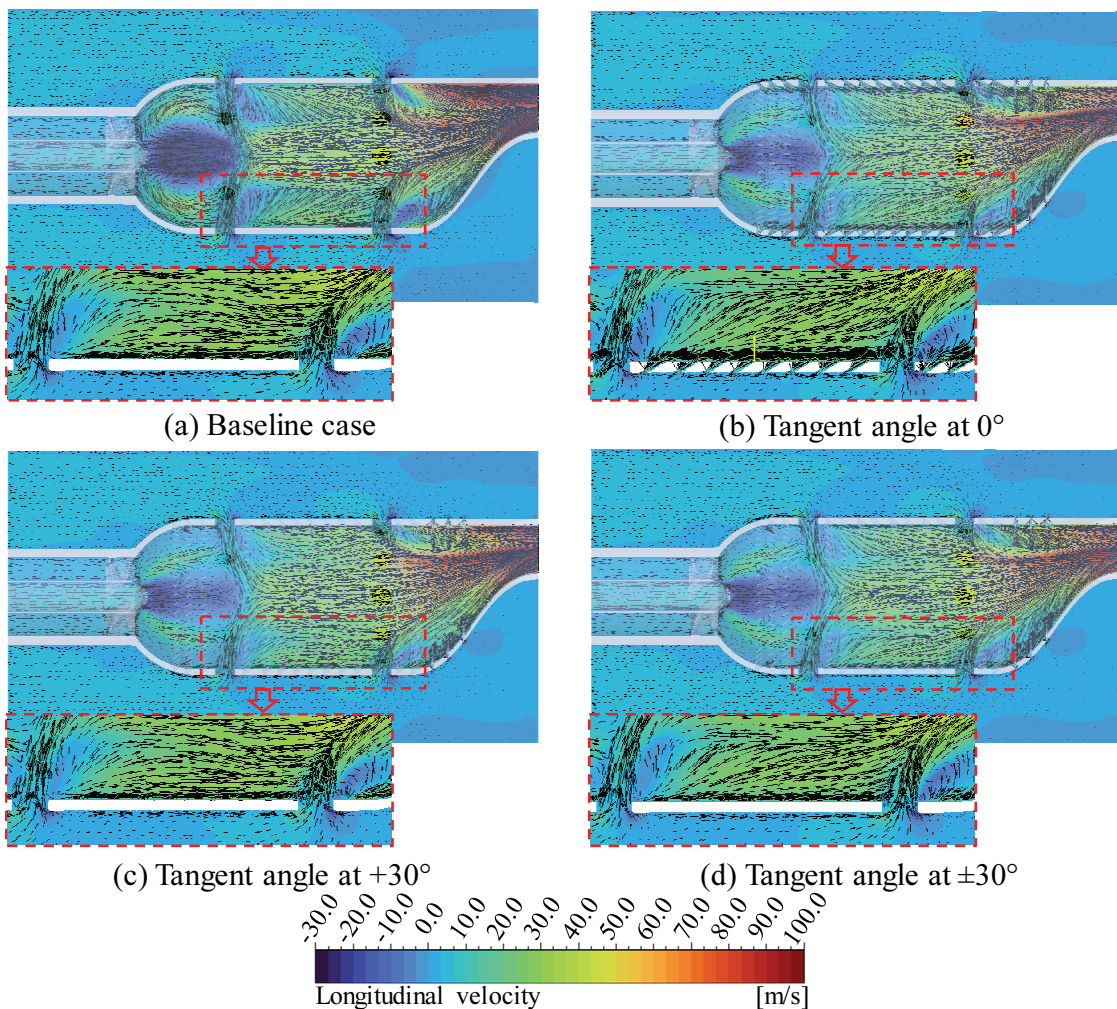 (a) Baseline case
(b) Tangent angle at 0°
(c) Tangent angle at +30°
(d) Tangent angle at ±30°
-30.0 -20.0 -10.0 0.0 10.0 20.0 30.0 40.0 50.0 60.0 70.0 80.0 90.0 100.0
Longitudinal velocity [m/s]